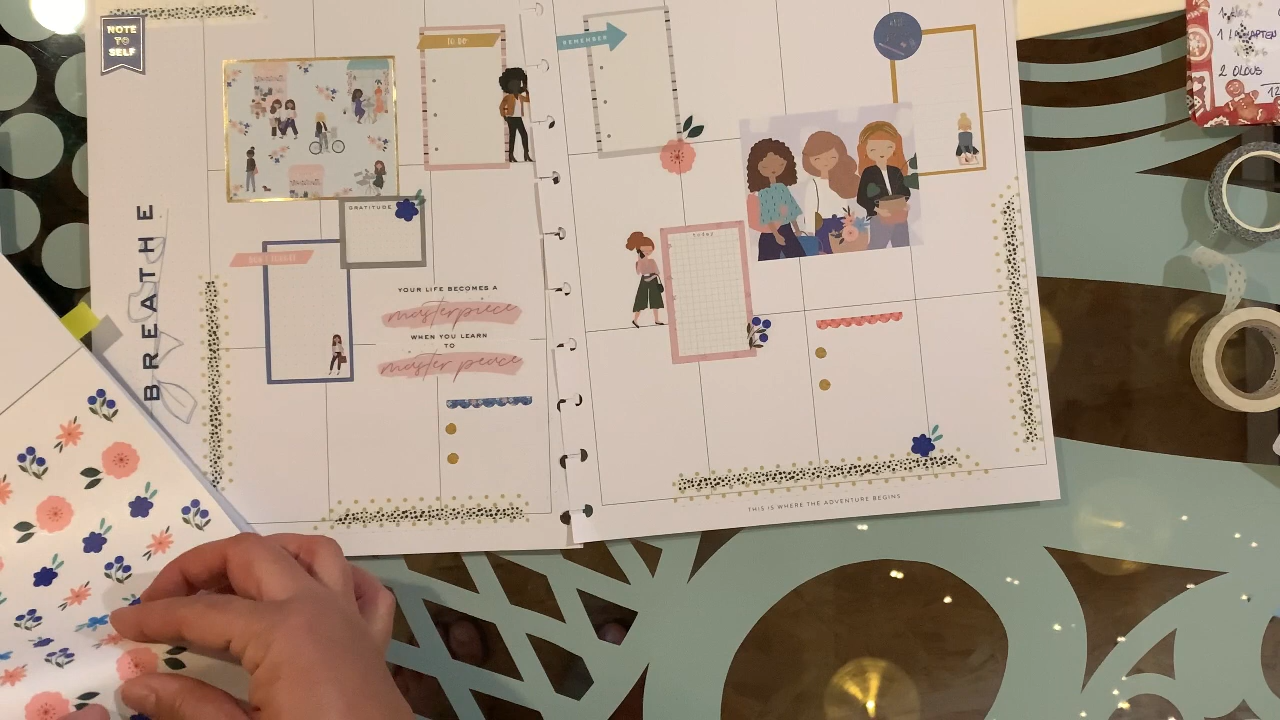 NOTE
TO
SELF
BREATHE
GRATITUDE
YOUR LIFE BECOMES A
masterpiece
WHEN YOU LEARN
TO
master peace
TO DO
REMEMBER
today
THIS IS WHERE THE ADVENTURE BEGINS
2